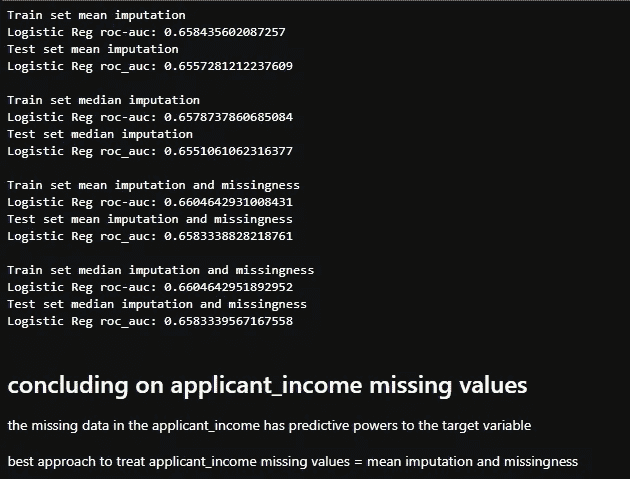 Train set mean imputation
Logistic Reg roc-auc: 0.658435602087257
Test set mean imputation
Logistic Reg roc_auc: 0.6557281212237609
Train set median imputation
Logistic Reg roc-auc: 0.6578737860685084
Test set median imputation
Logistic Reg roc_auc: 0.6551061062316377
Train set mean imputation and missingness
Logistic Reg roc-auc: 0.6604642931008431
Test set mean imputation and missingness
Logistic Reg roc_auc: 0.6583338828218761
Train set median imputation and missingness
Logistic Reg roc-auc: 0.6604642951892952
Test set median imputation and missingness
Logistic Reg roc_auc: 0.6583339567167558
concluding on applicant_income missing values
the missing data in the applicant_income has predictive powers to the target variable
best approach to treat applicant_income missing values = mean imputation and missingness